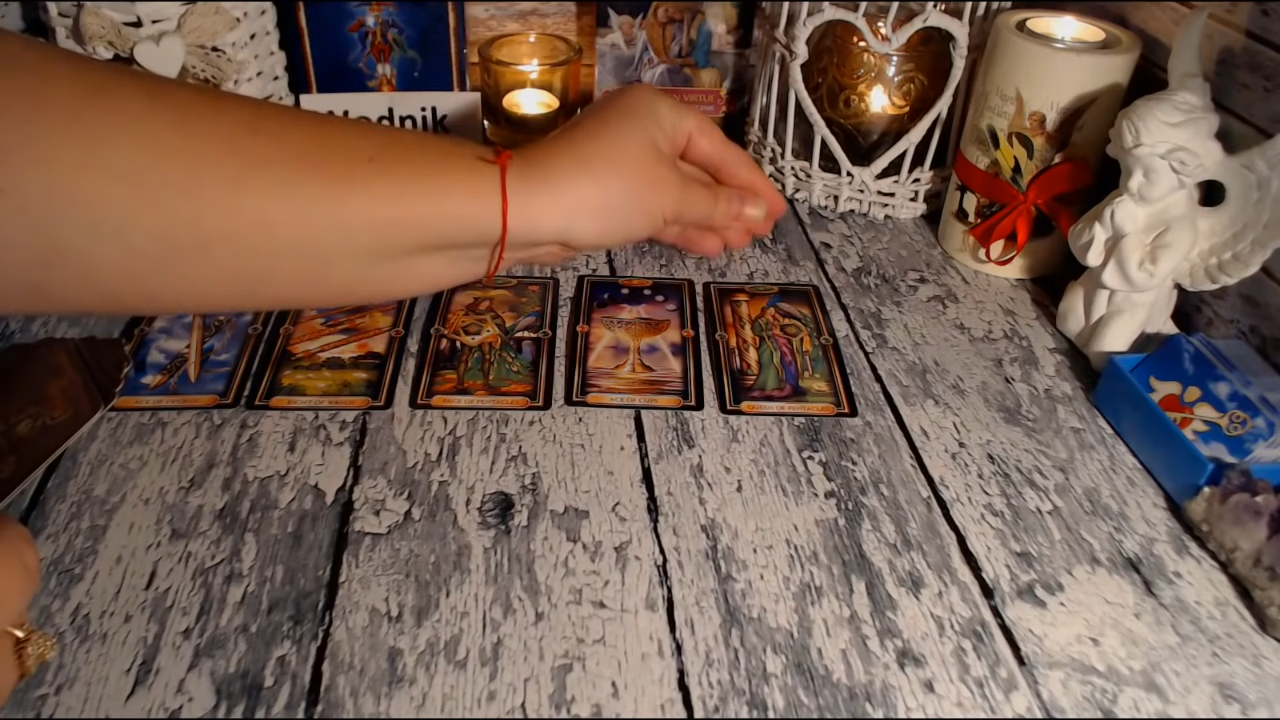 Wodnik
ACE OF SWORDS
EIGHT OF WANDS
PAGE OF PENTACLES
ACE OF CUPS
QUEEN OF PENTACLES